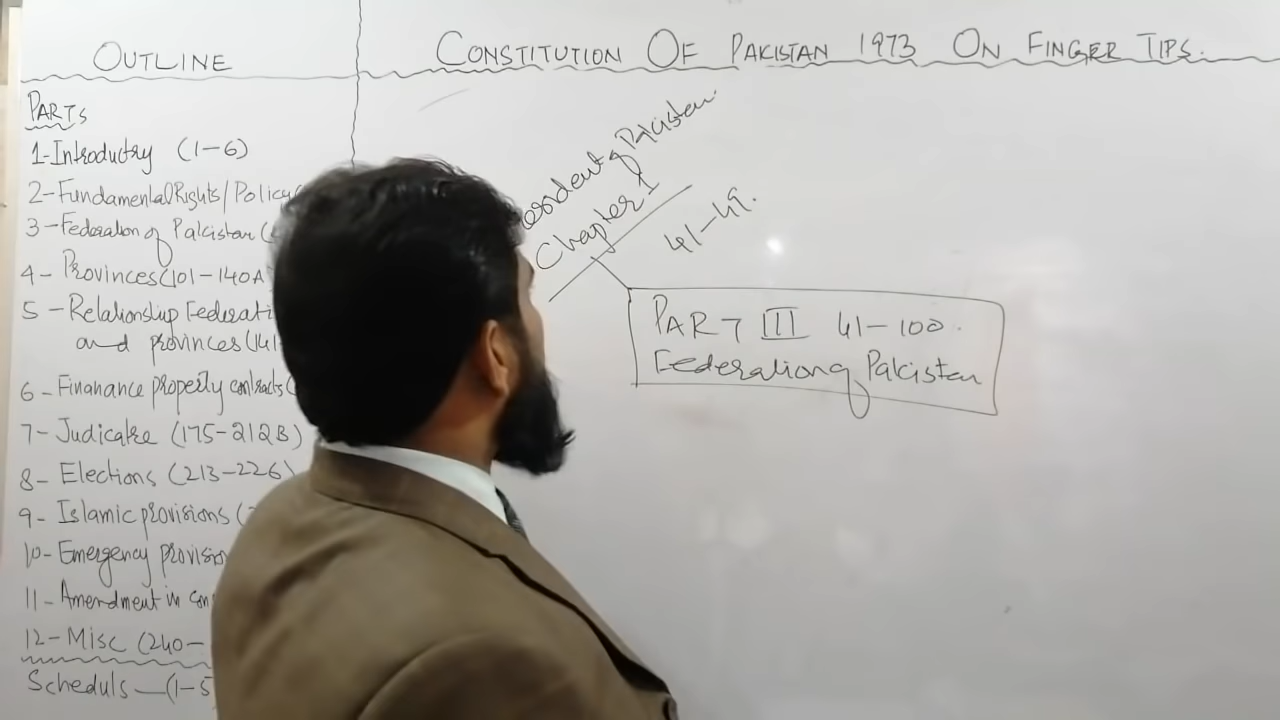 OUTLINE
CONSTITUTION OF PAKISTAN 1973 ON FINGER TIPS.
PARTS
1-Introductry (1-6)
2-Fundamental Rights/Policy(
3-Federation of Pakistan (
4- Provinces(101-140A)
5 -Relationship Federati
and provinces(141
6-Finanance property contracts(
7- Judicature (175-212B)
8- Elections (213-226)
9- Islamic provisions (
10- Emergency provision
11- Amendment in con
12- Misc (240-
Scheduls -(1-5
esident of Pakistan.
Chapter I
41-49.
PART III 41-100.
Federation of Pakistan